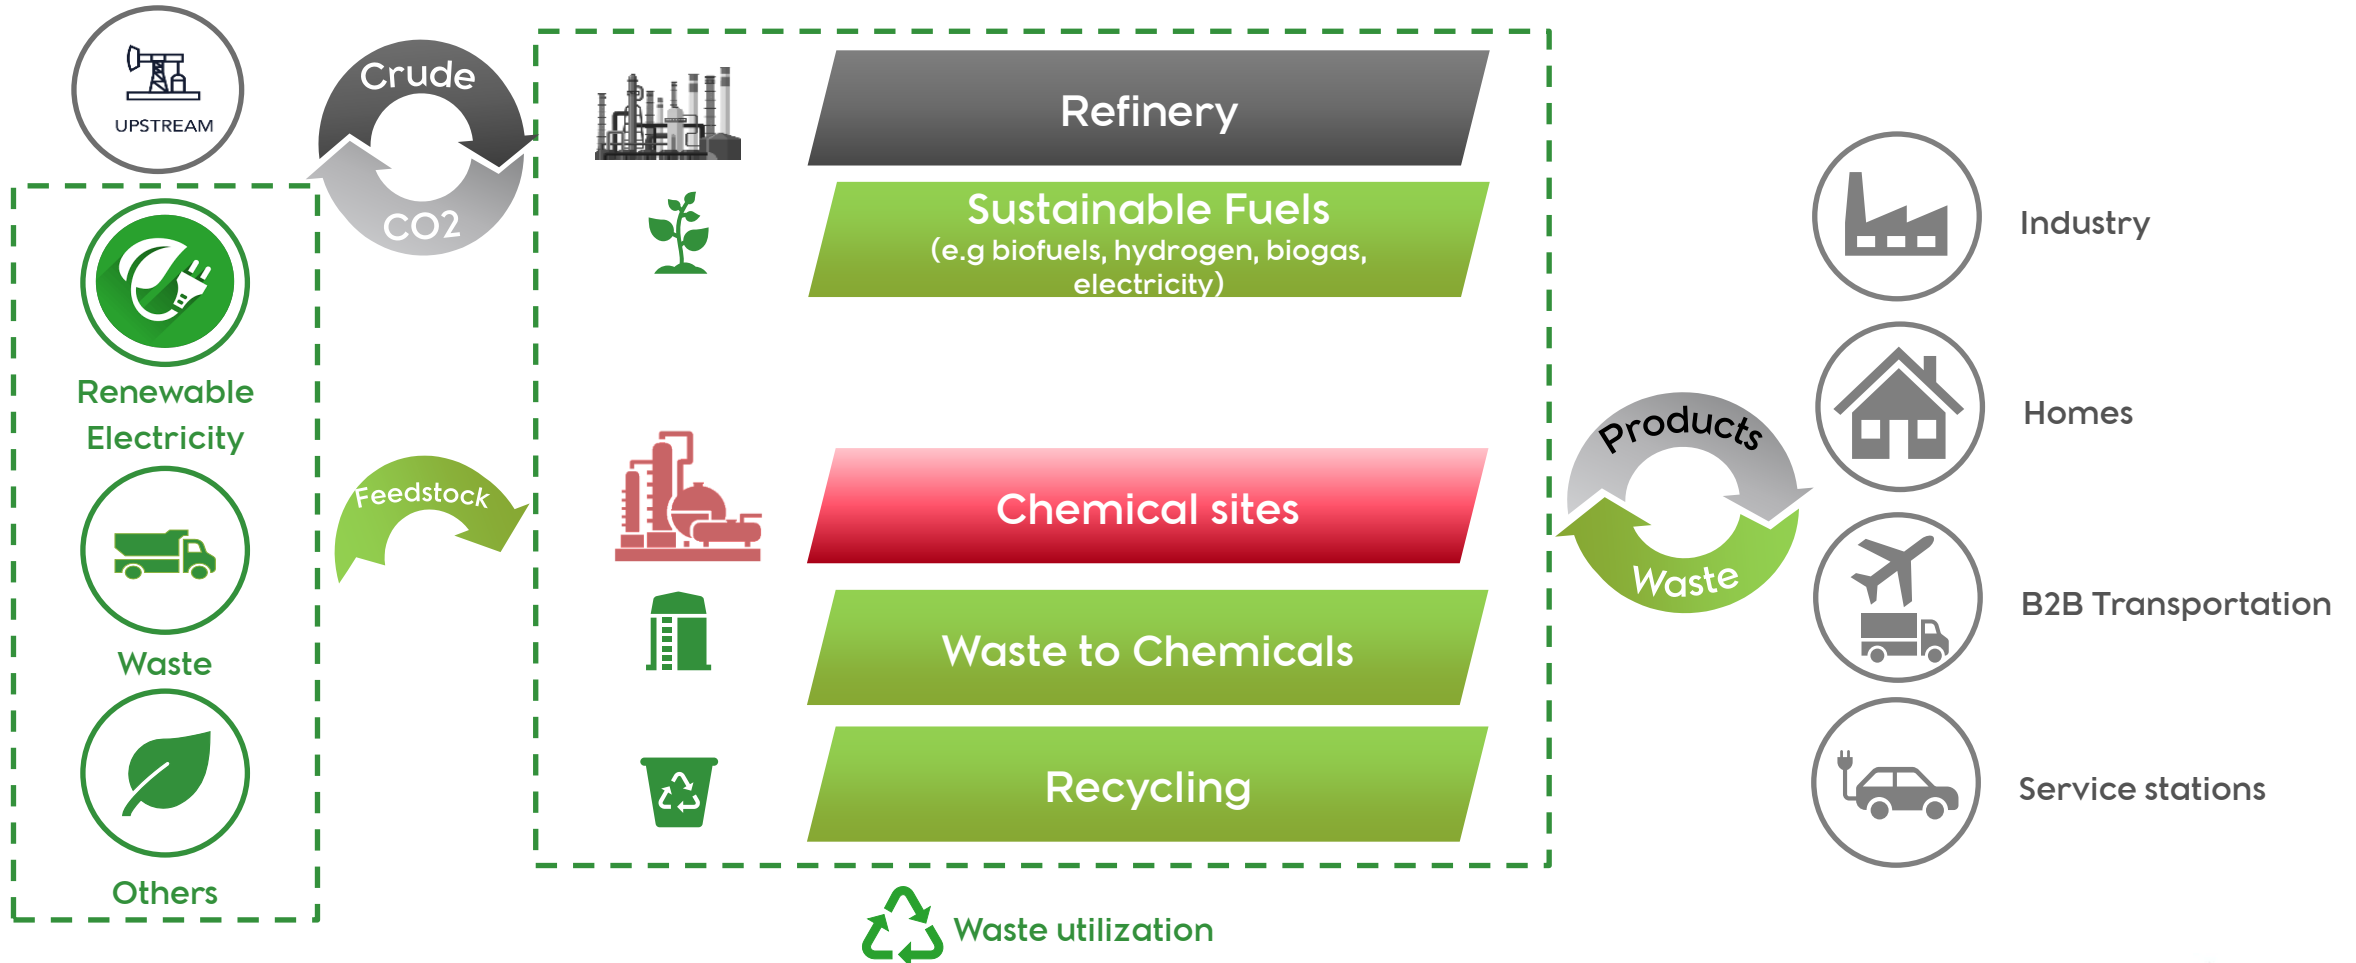 UPSTREAM
Crude
CO2
Renewable
Electricity
Waste
Others
Feedstock
Refinery
Sustainable Fuels
(e.g biofuels, hydrogen, biogas,
electricity)
Chemical sites
Waste to Chemicals
Recycling
Waste utilization
Products
Waste
Industry
Homes
B2B Transportation
Service stations